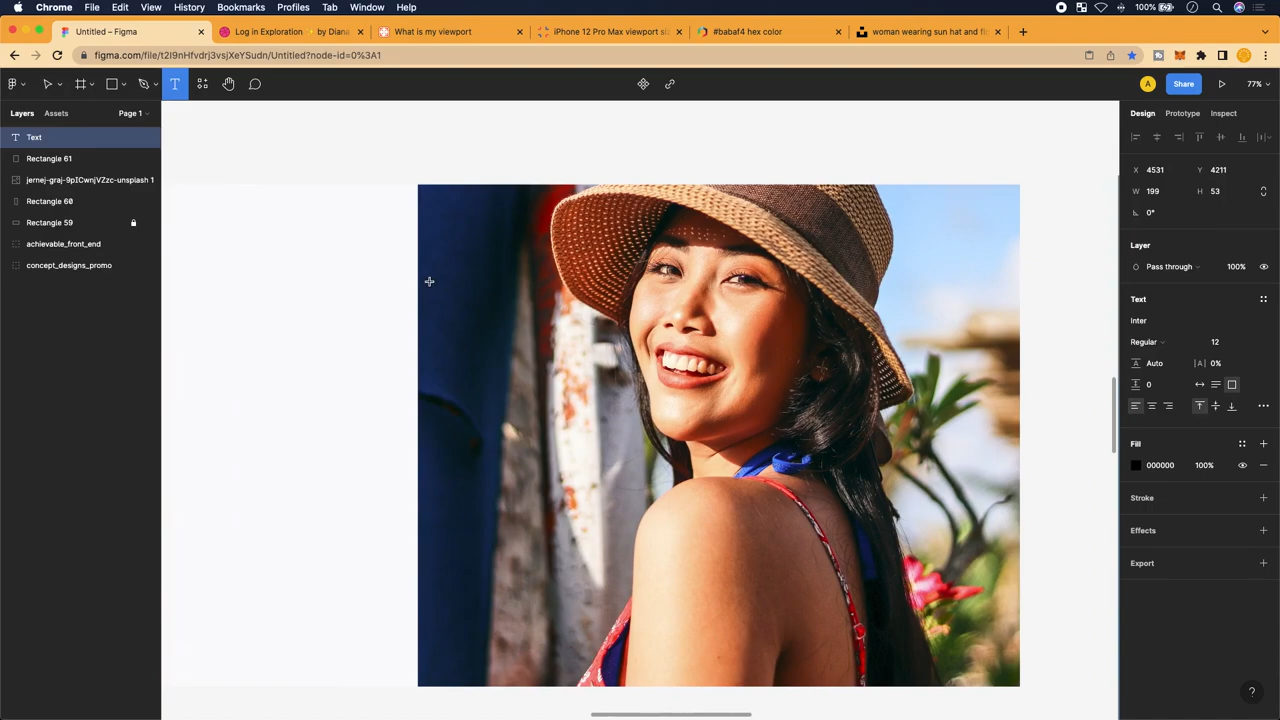 Chrome File Edit View History Bookmarks Profiles Tab Window Help 100%
Untitled – Figma
Log in Exploration by Diana
What is my viewport
iPhone 12 Pro Max viewport si
#babaf4 hex color
woman wearing sun hat and fl
figma.com/file/t2I9nHfvdrj3vsjXeYSudn/Untitled?node-id=0%3A1
A Share 77%
Layers Assets Page 1
Design Prototype Inspect
Text
Rectangle 61
jernej-graj-9pICwnjVZzc-unsplash 1
Rectangle 60
Rectangle 59
achievable_front_end
concept_designs_promo
X 4531 Y 4211
W 199 H 53
0°
Layer
Pass through 100%
Text
Inter
Regular 12
Auto |A| 0%
0
Fill
000000 100%
Stroke
Effects
Export
?